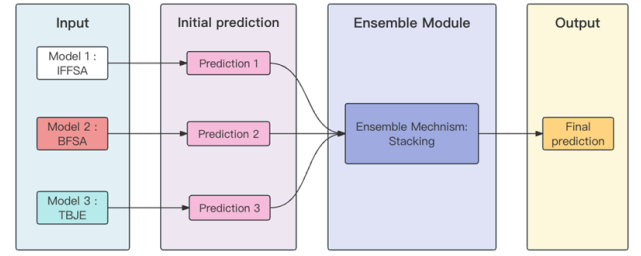 Input
Initial prediction
Ensemble Module
Output
Model 1 :
IFFSA
Prediction 1
Model 2 :
BFSA
Prediction 2
Ensemble Mechnism:
Stacking
Final
prediction
Model 3 :
TBJE
Prediction 3